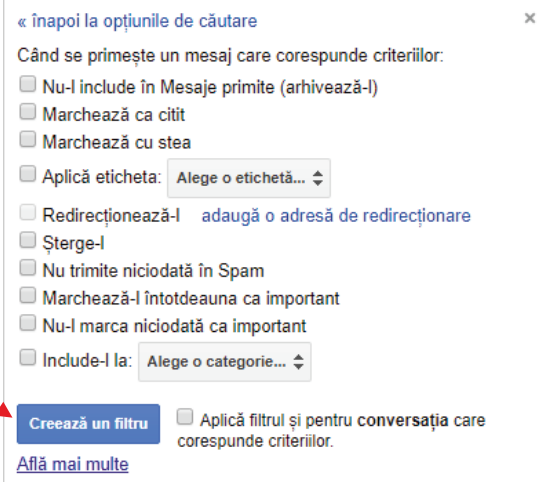 « înapoi la opțiunile de căutare ×
Când se primește un mesaj care corespunde criteriilor:
Nu-l include în Mesaje primite (arhivează-l)
Marchează ca citit
Marchează cu stea
Aplică eticheta: Alege o etichetă...
Redirecționează-l adaugă o adresă de redirecționare
Șterge-l
Nu trimite niciodată în Spam
Marchează-l întotdeauna ca important
Nu-l marca niciodată ca important
Include-l la: Alege o categorie...
Creează un filtru Aplică filtrul și pentru conversația care
corespunde criteriilor.
Află mai multe